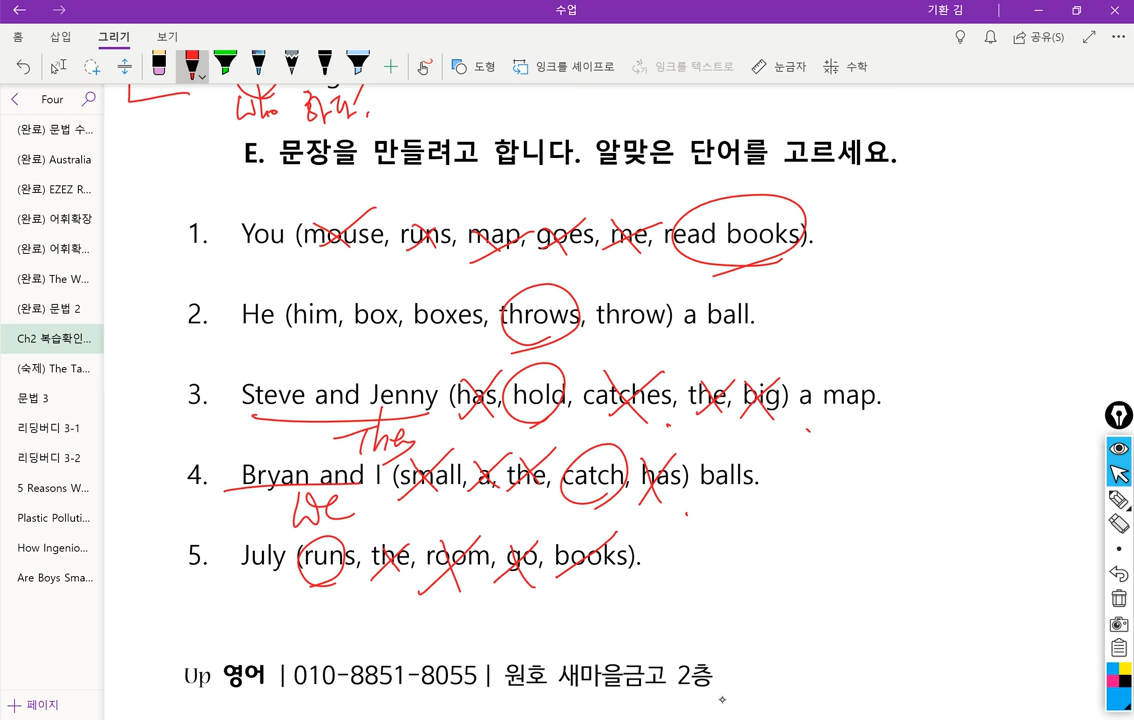 수업
기환 김
홈 삽입 그리기 보기
공유(S)
도형 잉크를 셰이프로 잉크를 텍스트로 눈금자 수학
Four
(완료) 문법 수...
(완료) Australia
(완료) EZEZ R...
(완료) 어휘확장
(완료) 어휘확...
(완료) The W...
(완료) 문법 2
Ch2 복습확인...
(숙제) The Ta...
문법 3
리딩버디 3-1
리딩버디 3-2
5 Reasons W...
Plastic Polluti...
How Ingenio...
Are Boys Sma...
페이지
Who
E. 문장을 만들려고 합니다. 알맞은 단어를 고르세요.
1. You (mouse, runs, map, goes, me, read books).
2. He (him, box, boxes, throws, throw) a ball.
3. Steve and Jenny (has, hold, catches, the, big) a map.
They
4. Bryan and I (small, a, the, catch, has) balls.
We
5. July (runs, the, room, go, books).
Up 영어 | 010-8851-8055 | 원호 새마을금고 2층